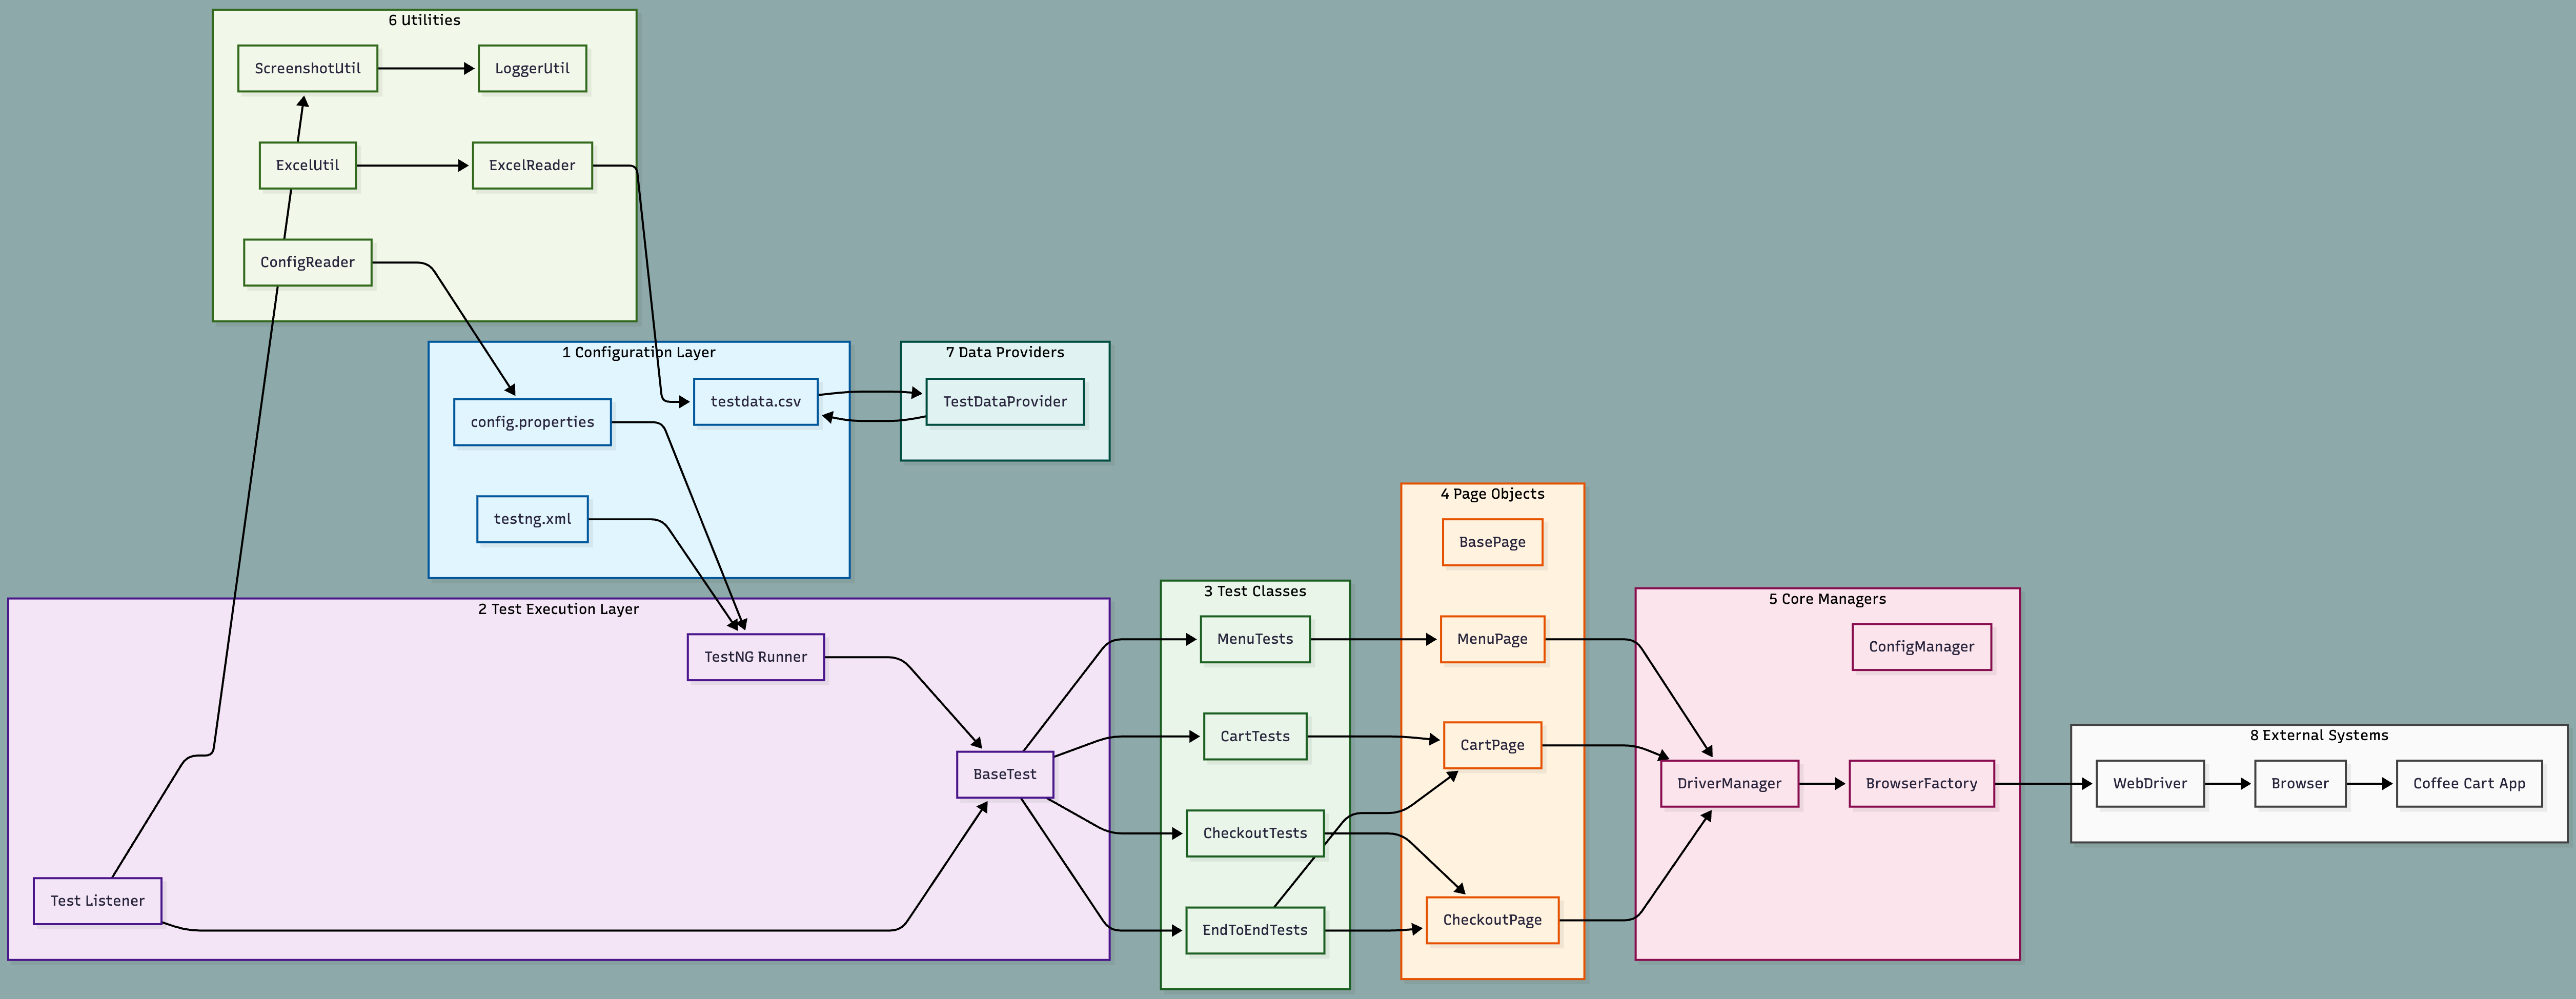 6 Utilities
ScreenshotUtil
LoggerUtil
ExcelUtil
ExcelReader
ConfigReader
1 Configuration Layer
testdata.csv
config.properties
testng.xml
7 Data Providers
TestDataProvider
2 Test Execution Layer
TestNG Runner
BaseTest
Test Listener
3 Test Classes
MenuTests
CartTests
CheckoutTests
EndToEndTests
4 Page Objects
BasePage
MenuPage
CartPage
CheckoutPage
5 Core Managers
ConfigManager
DriverManager
BrowserFactory
8 External Systems
WebDriver
Browser
Coffee Cart App